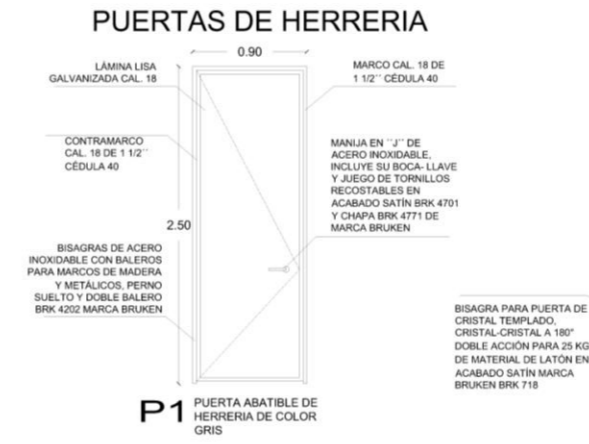 PUERTAS DE HERRERIA
0.90
LÁMINA LISA
GALVANIZADA CAL. 18
MARCO CAL. 18 DE
1 1/2´´ CÉDULA 40
CONTRAMARCO
CAL. 18 DE 1 1/2´´
CÉDULA 40
MANIJA EN ´´J´´ DE
ACERO INOXIDABLE,
INCLUYE SU BOCA- LLAVE
Y JUEGO DE TORNILLOS
RECOSTABLES EN
ACABADO SATÍN BRK 4701
Y CHAPA BRK 4771 DE
MARCA BRUKEN
2.50
BISAGRAS DE ACERO
INOXIDABLE CON BALEROS
PARA MARCOS DE MADERA
Y METÁLICOS, PERNO
SUELTO Y DOBLE BALERO
BRK 4202 MARCA BRUKEN
BISAGRA PARA PUERTA DE
CRISTAL TEMPLADO,
CRISTAL-CRISTAL A 180°
DOBLE ACCIÓN PARA 25 KG
DE MATERIAL DE LATÓN EN
ACABADO SATÍN MARCA
BRUKEN BRK 718
P1
PUERTA ABATIBLE DE
HERRERIA DE COLOR
GRIS